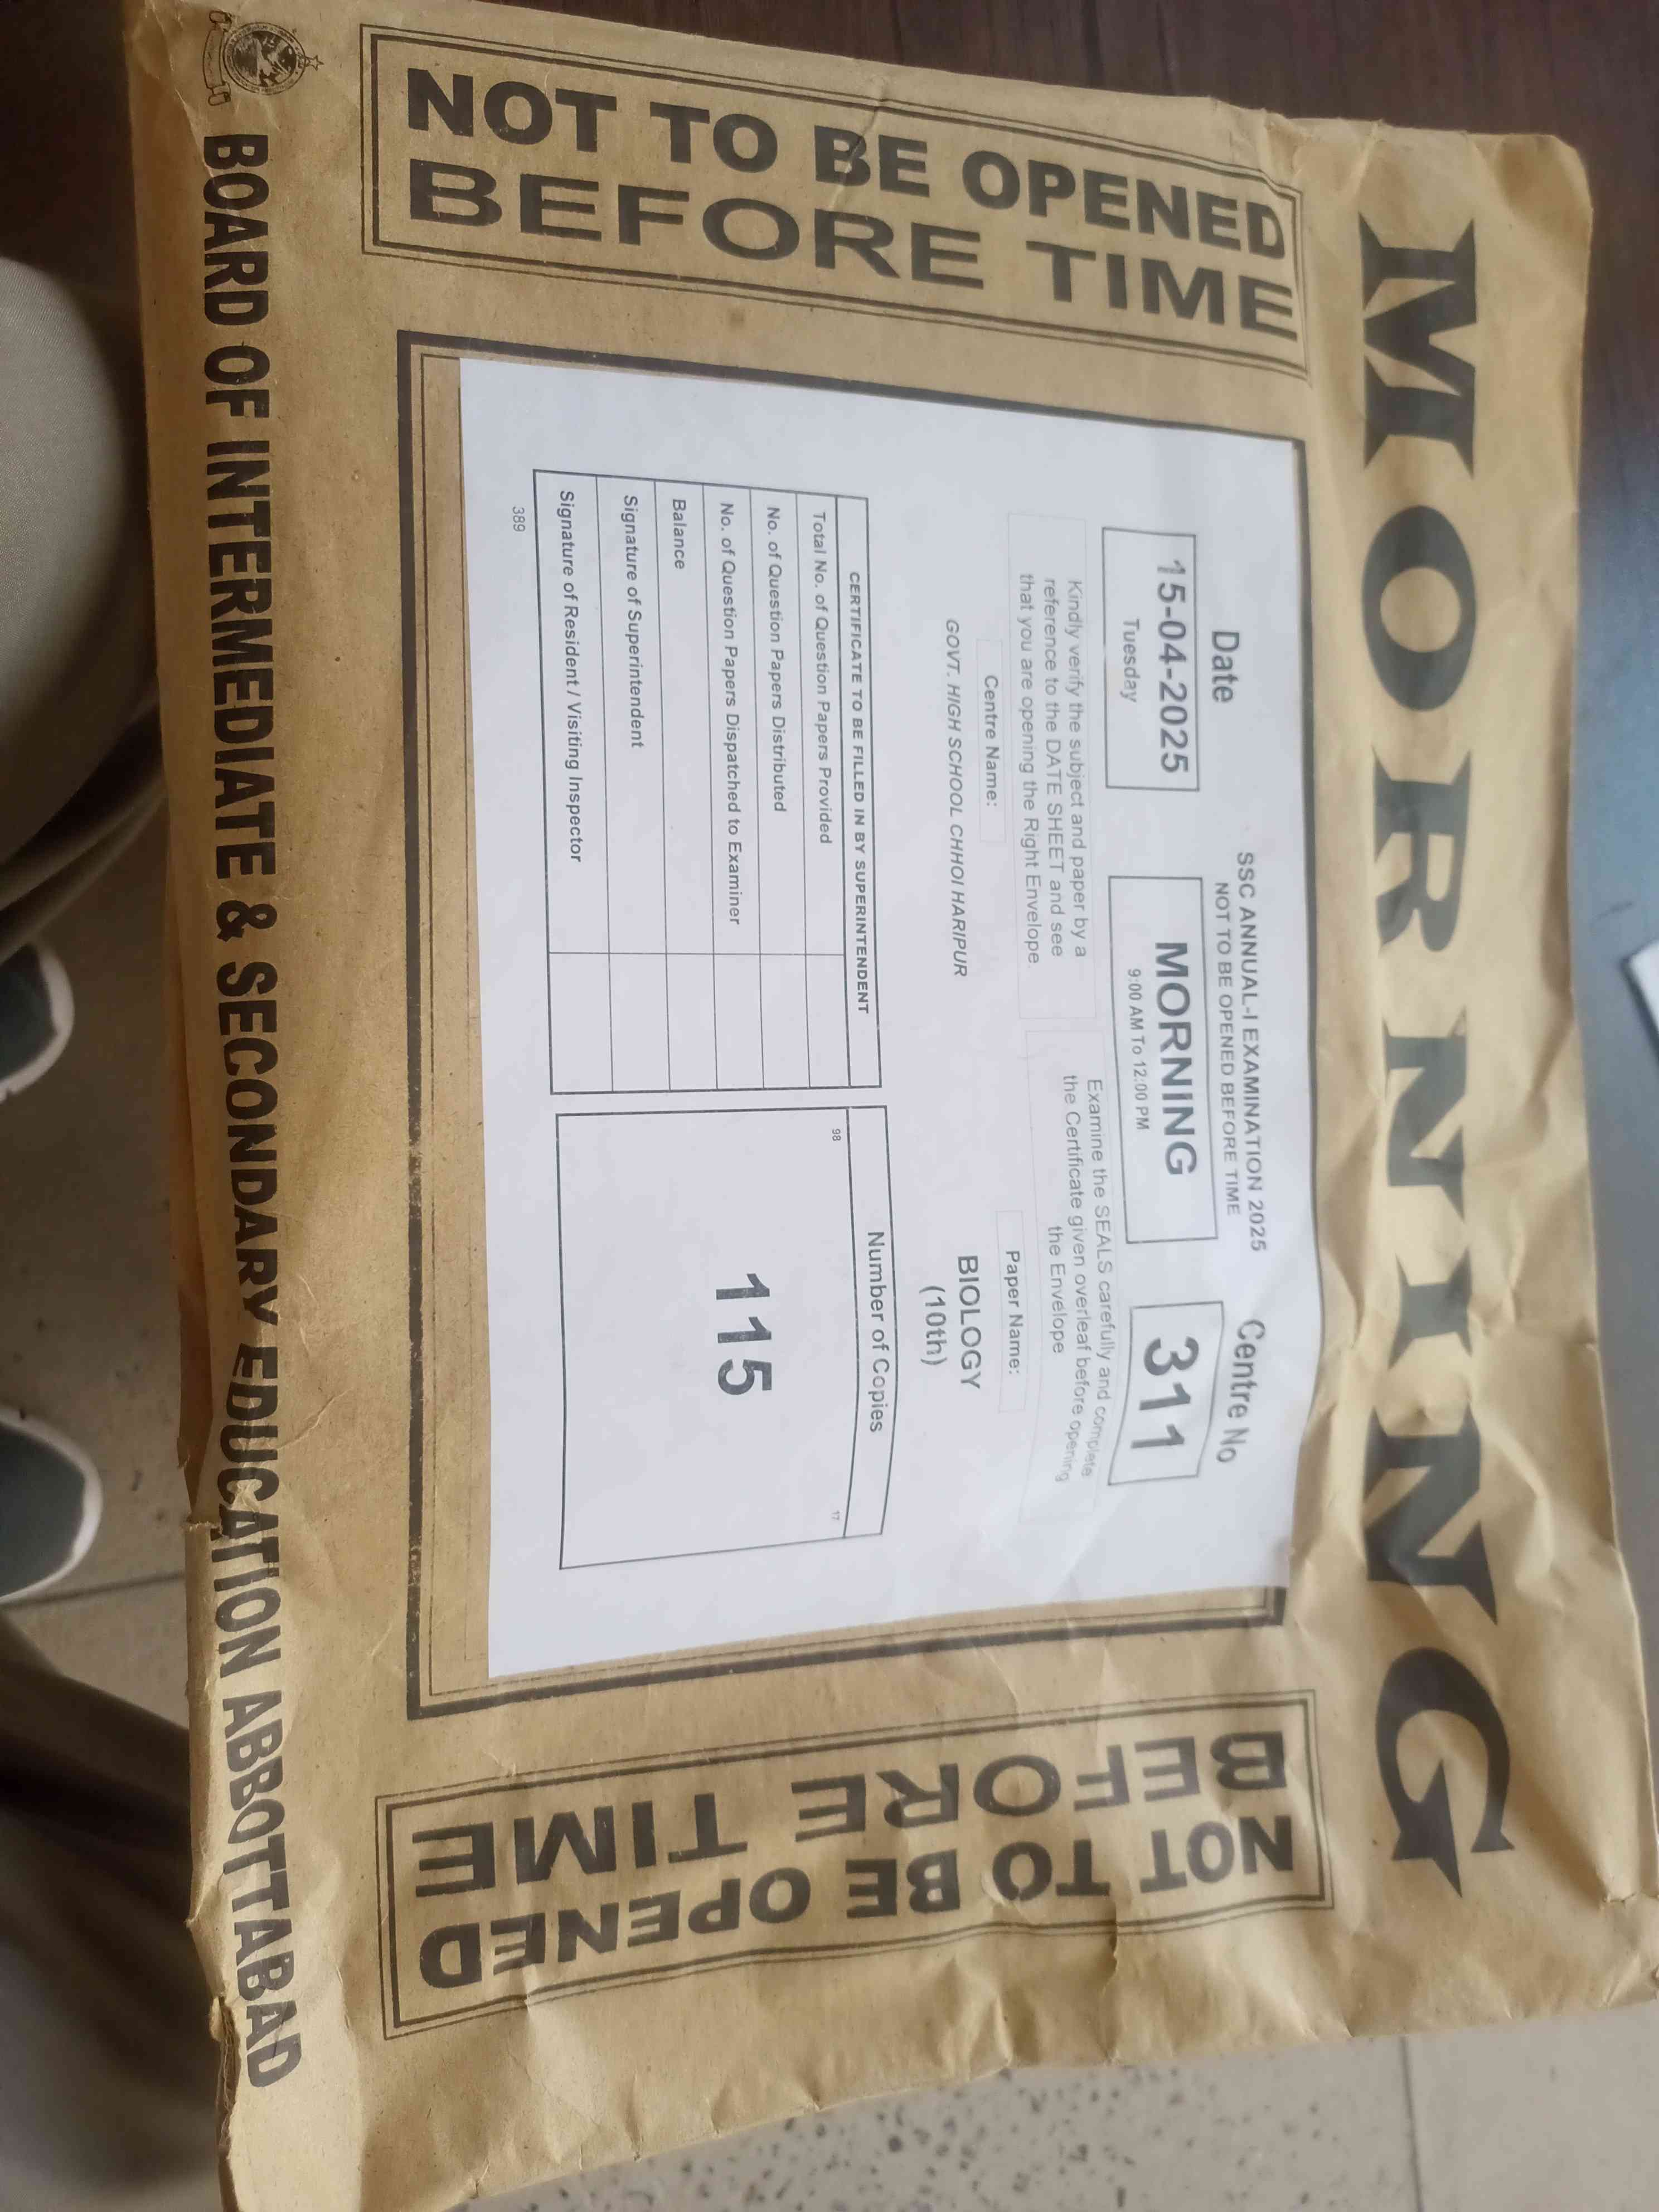 MORNING
NOT TO BE OPENED
BEFORE TIME
SSC ANNUAL-I EXAMINATION 2025
NOT TO BE OPENED BEFORE TIME
Date
Centre No
15-04-2025
Tuesday
MORNING
9:00 AM To 12:00 PM
311
Kindly verify the subject and paper by a
reference to the DATE SHEET and see
that you are opening the Right Envelope
Examine the SEALS carefully and complete
the Certificate given overleaf before opening
the Envelope
Centre Name:
Paper Name:
GOVT. HIGH SCHOOL CHHOI HARIPUR
BIOLOGY
(10th)
CERTIFICATE TO BE FILLED IN BY SUPERINTENDENT
Total No. of Question Papers Provided
No. of Question Papers Distributed
No. of Question Papers Dispatched to Examiner
Balance
Signature of Superintendent
Signature of Resident / Visiting Inspector
389
Number of Copies
98
17
115
NOT TO BE OPENED
BEFORE TIME
BOARD OF INTERMEDIATE & SECONDARY EDUCATION ABBOTTABAD